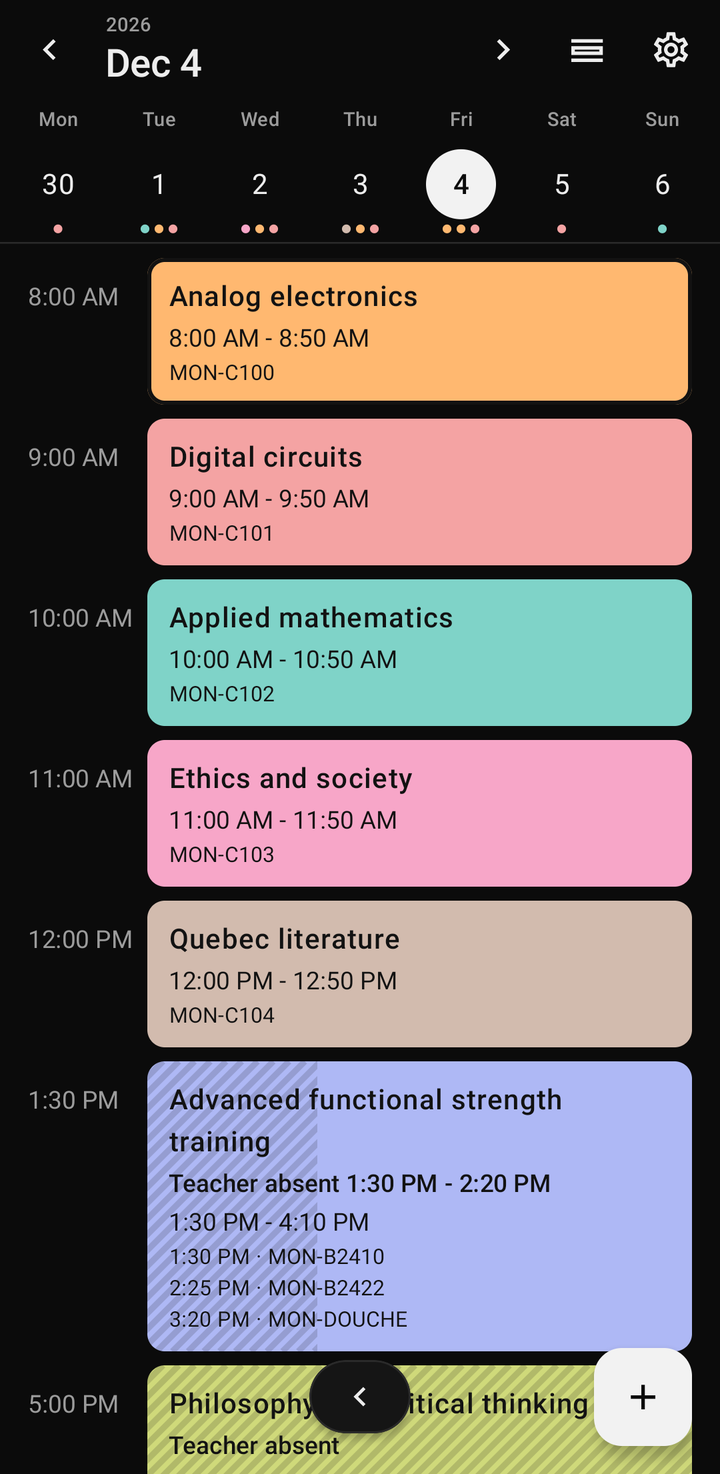 2026
Dec 4
Mon Tue Wed Thu Fri Sat Sun
30 1 2 3 4 5 6
8:00 AM
Analog electronics
8:00 AM - 8:50 AM
MON-C100
9:00 AM
Digital circuits
9:00 AM - 9:50 AM
MON-C101
10:00 AM
Applied mathematics
10:00 AM - 10:50 AM
MON-C102
11:00 AM
Ethics and society
11:00 AM - 11:50 AM
MON-C103
12:00 PM
Quebec literature
12:00 PM - 12:50 PM
MON-C104
1:30 PM
Advanced functional strength
training
Teacher absent 1:30 PM - 2:20 PM
1:30 PM - 4:10 PM
1:30 PM · MON-B2410
2:25 PM · MON-B2422
3:20 PM · MON-DOUCHE
5:00 PM
Philosophy itical thinking
Teacher absent